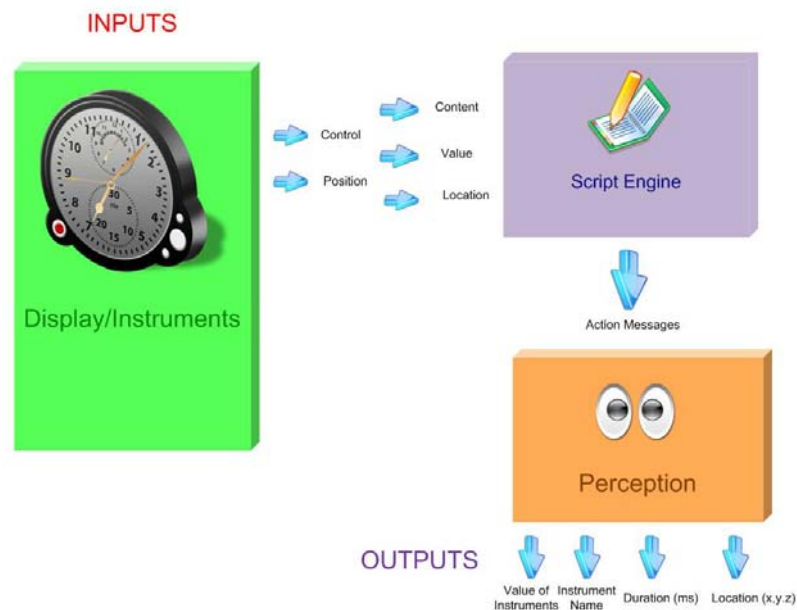 INPUTS
Display/Instruments
Control
Position
Content
Value
Location
Script Engine
Action Messages
Perception
OUTPUTS
Value of
Instruments
Instrument
Name
Duration (ms)
Location (x,y.z)